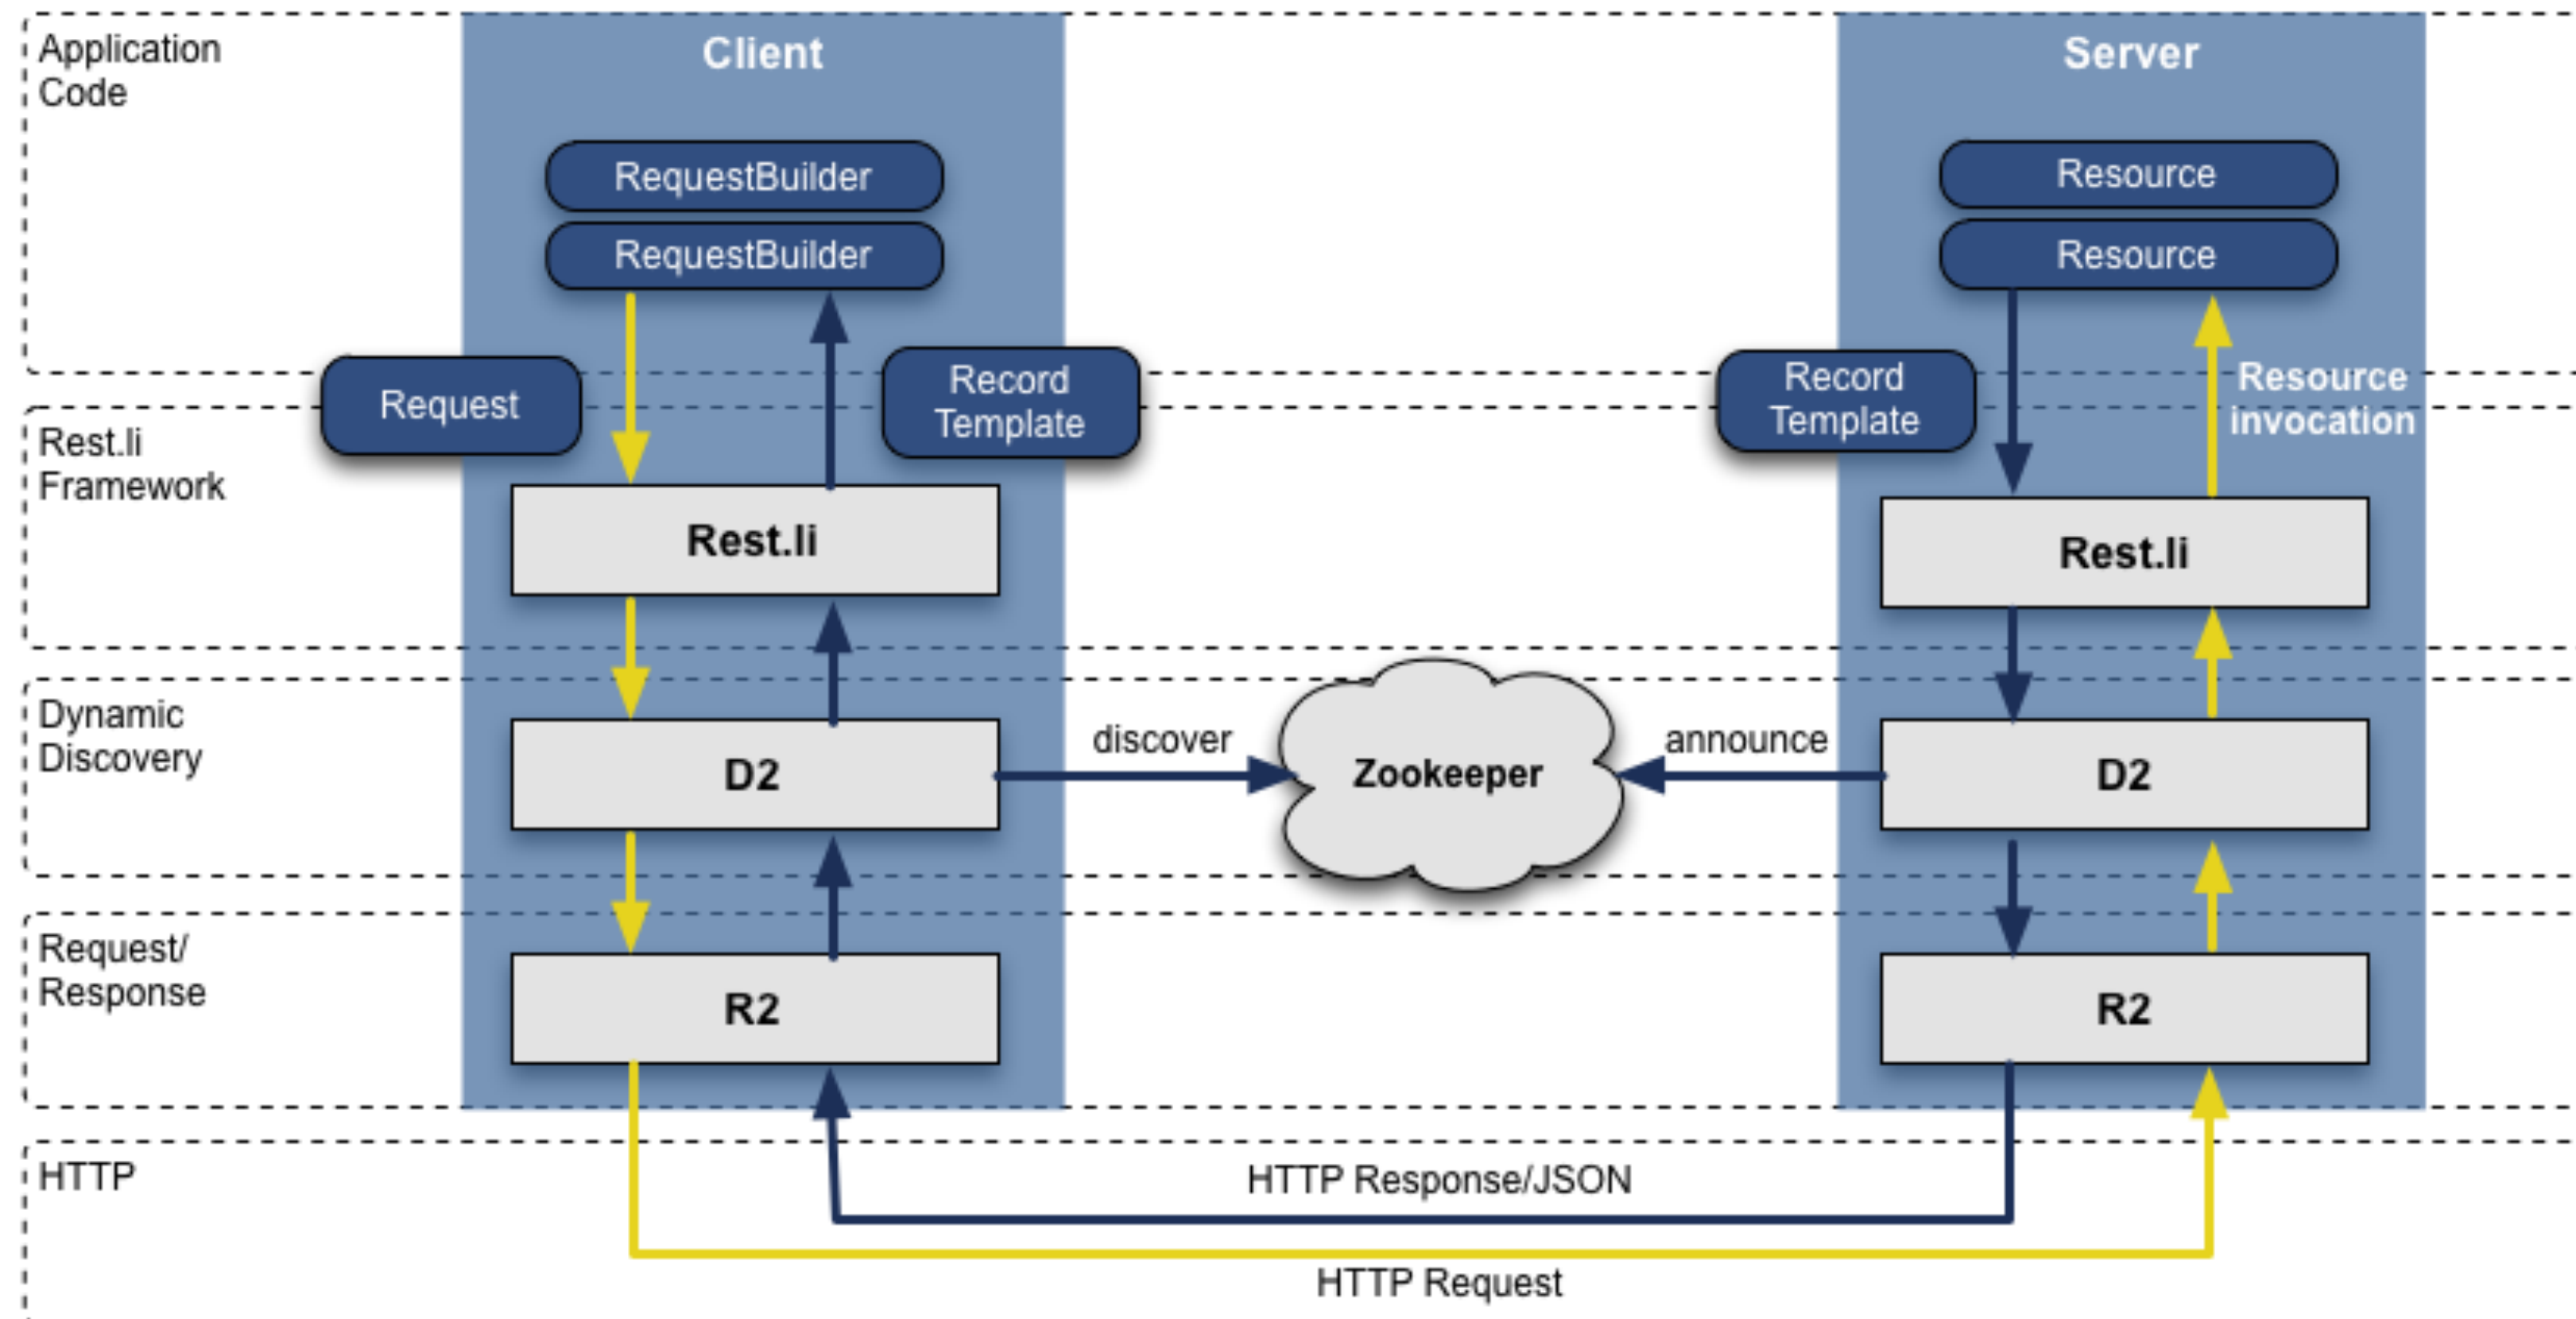 Application
Code
Client
Server
RequestBuilder
RequestBuilder
Resource
Resource
Request
Record
Template
Record
Template
Resource
invocation
Rest.li
Framework
Rest.li
Rest.li
Dynamic
Discovery
D2
discover
Zookeeper
announce
D2
Request/
Response
R2
R2
HTTP
HTTP Response/JSON
HTTP Request